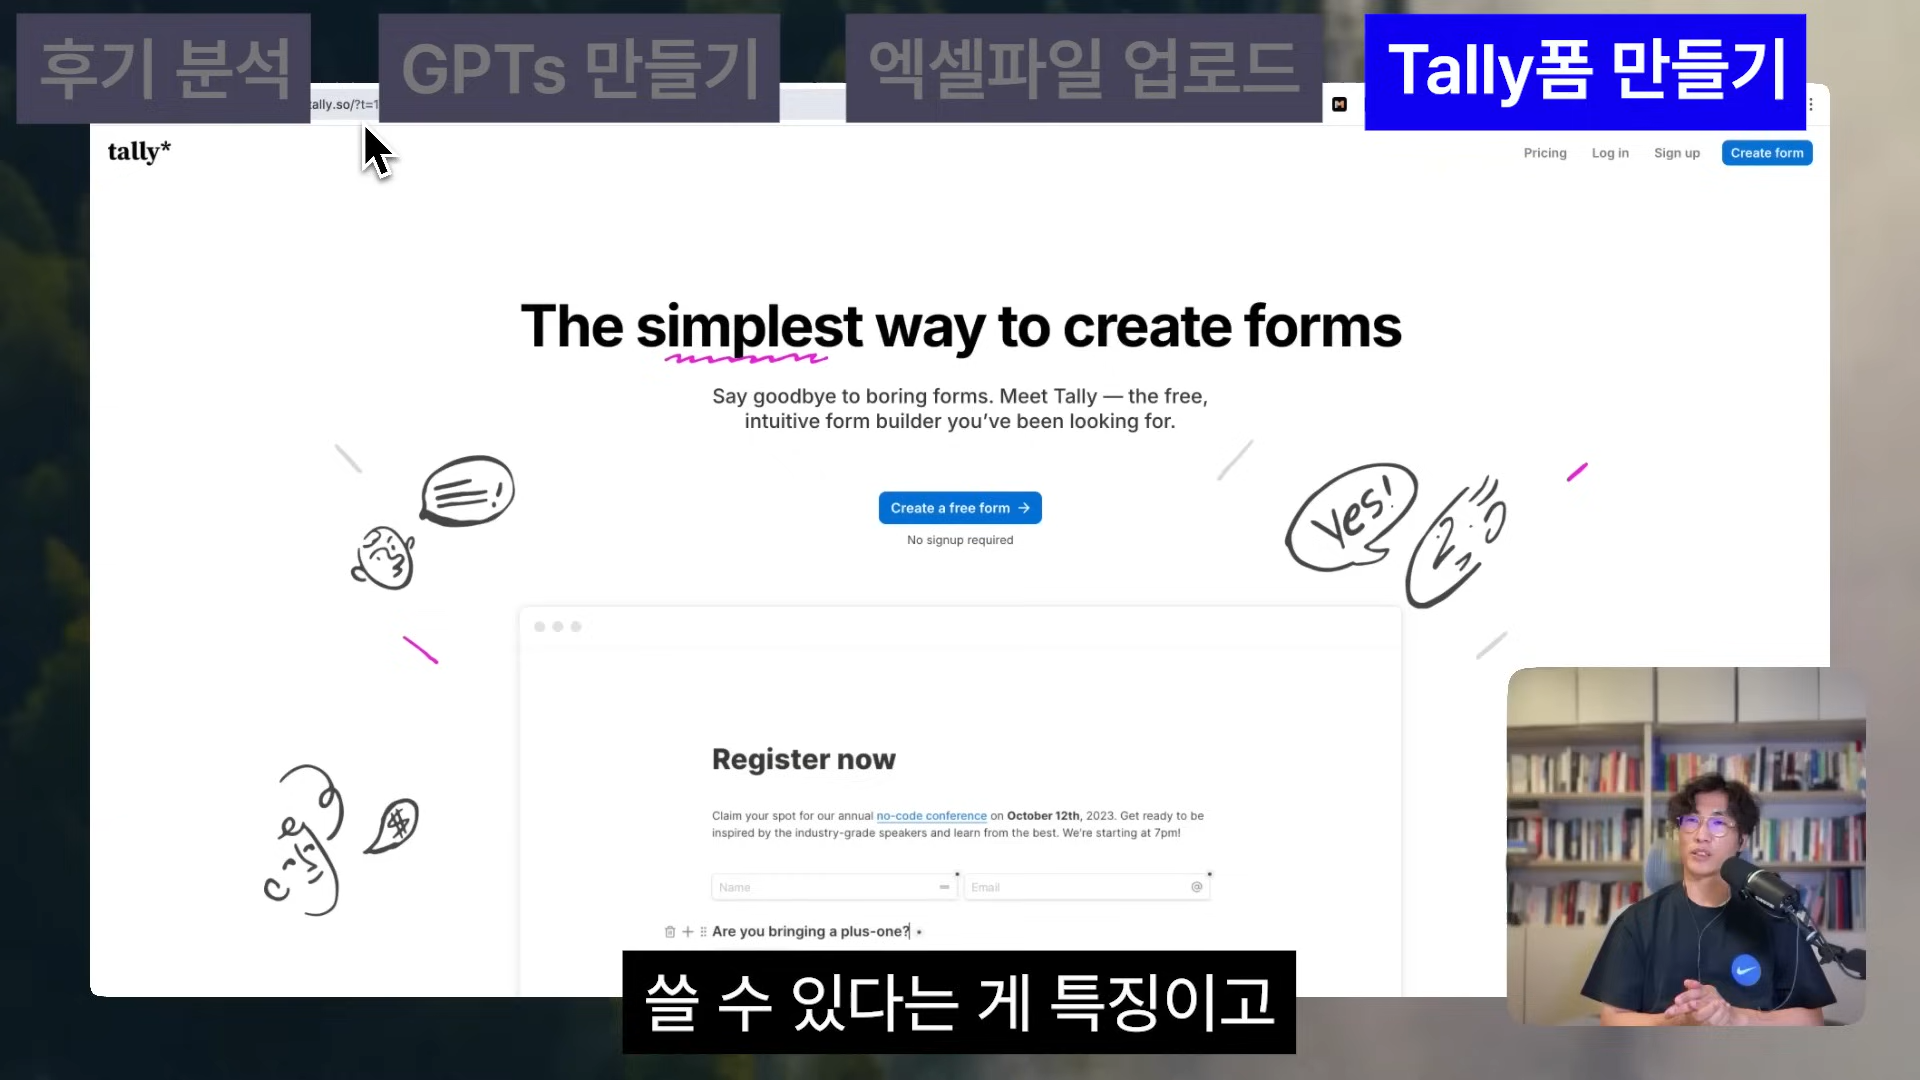 후기 분석
GPTs 만들기
엑셀파일 업로드
Tally폼 만들기
tally.so/?t=1
tally*
Pricing
Log in
Sign up
Create form
The simplest way to create forms
Say goodbye to boring forms. Meet Tally — the free,
intuitive form builder you've been looking for.
Create a free form →
No signup required
Yes!
Register now
Claim your spot for our annual no-code conference on October 12th, 2023. Get ready to be
inspired by the industry-grade speakers and learn from the best. We're starting at 7pm!
Name
Email
@
Are you bringing a plus-one?
쓸 수 있다는 게 특징이고